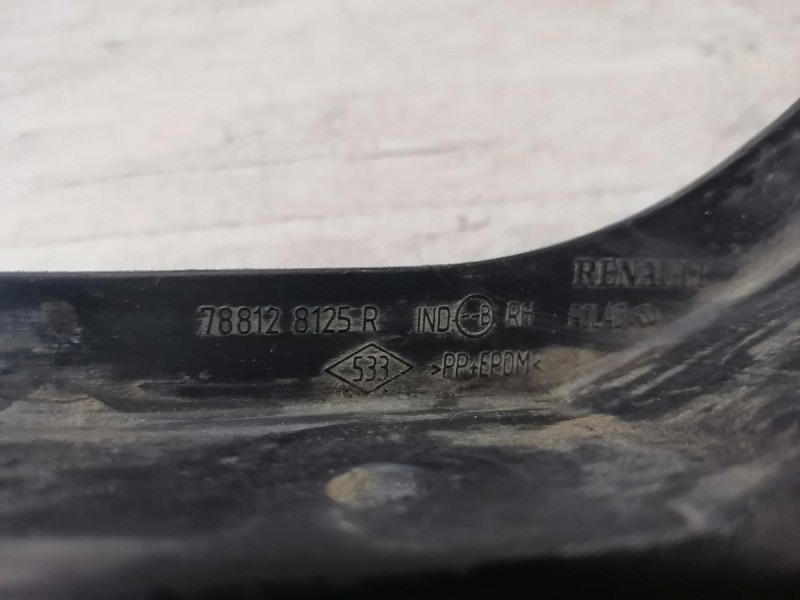 RENAULT
78812 8125 R IND. --B RH
533 >PP+EPDM<